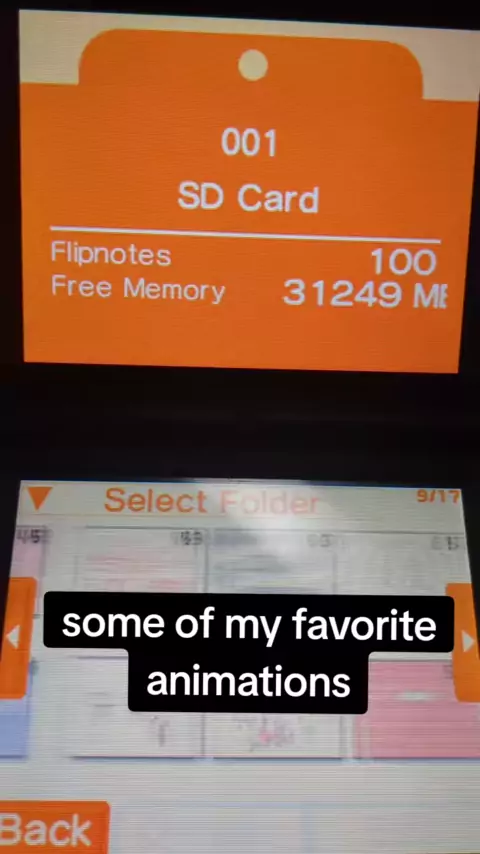 001
SD Card
Flipnotes 100
Free Memory 31249 MB
Select Folder 9/17
some of my favorite
animations
Back